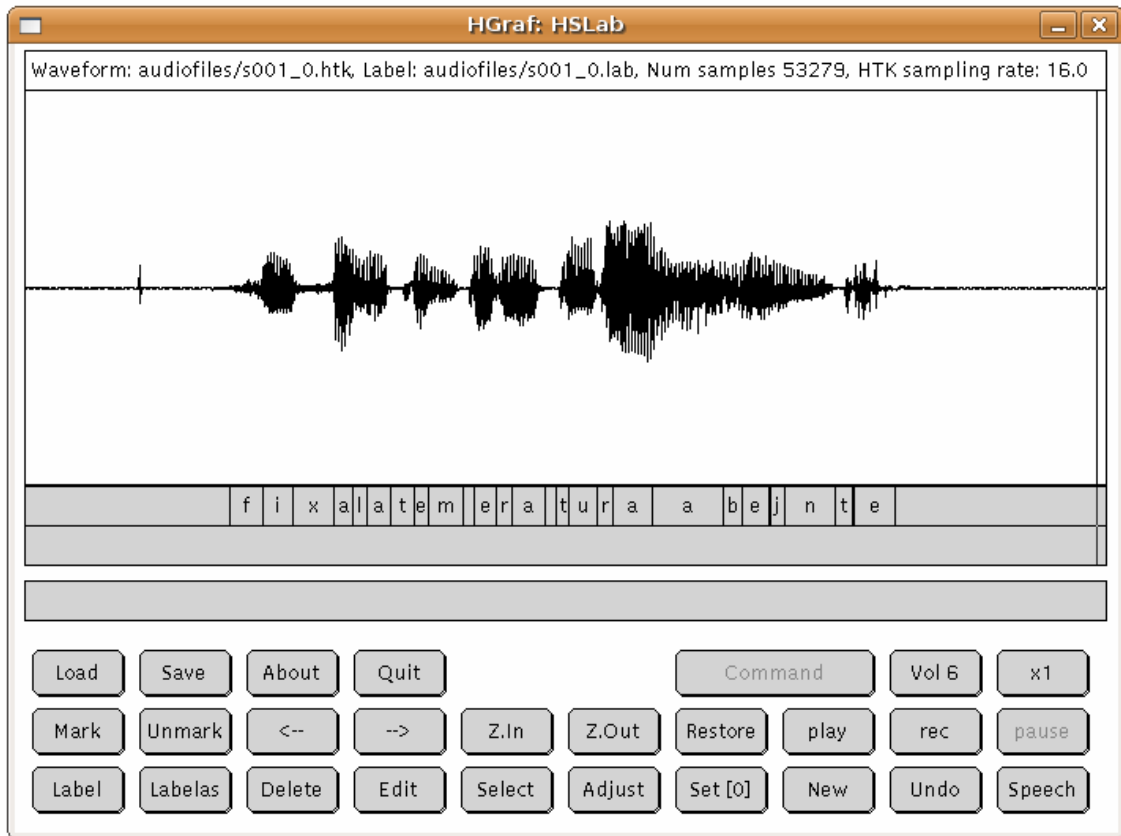 HGraf: HSLab
Waveform: audiofiles/s001_0.htk, Label: audiofiles/s001_0.lab, Num samples 53279, HTK sampling rate: 16.0
f i x a l a t e m e r a t u r a a b e j n t e
Load Save About Quit Command Vol 6 x1
Mark Unmark <-- --> Z.In Z.Out Restore play rec pause
Label Labelas Delete Edit Select Adjust Set [0] New Undo Speech